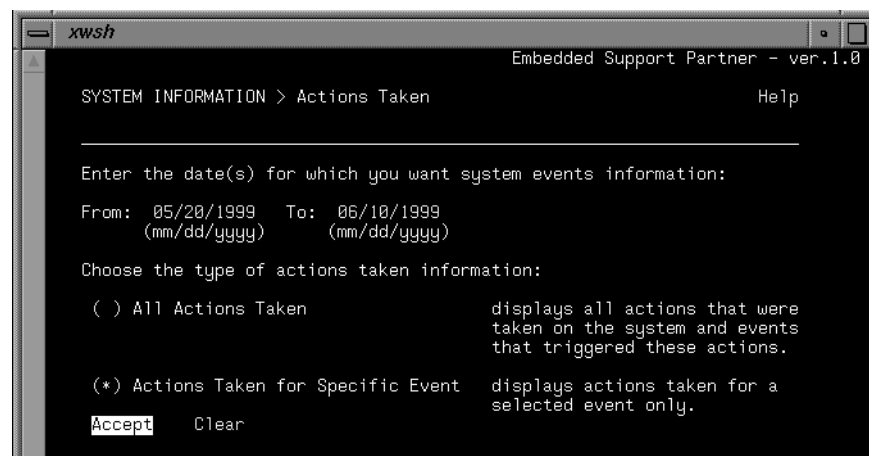 xwsh
Embedded Support Partner - ver.1.0
SYSTEM INFORMATION > Actions Taken Help
Enter the date(s) for which you want system events information:
From: 05/20/1999 To: 06/10/1999
(mm/dd/yyyy) (mm/dd/yyyy)
Choose the type of actions taken information:
( ) All Actions Taken displays all actions that were
taken on the system and events
that triggered these actions.
(*) Actions Taken for Specific Event displays actions taken for a
selected event only.
Accept Clear